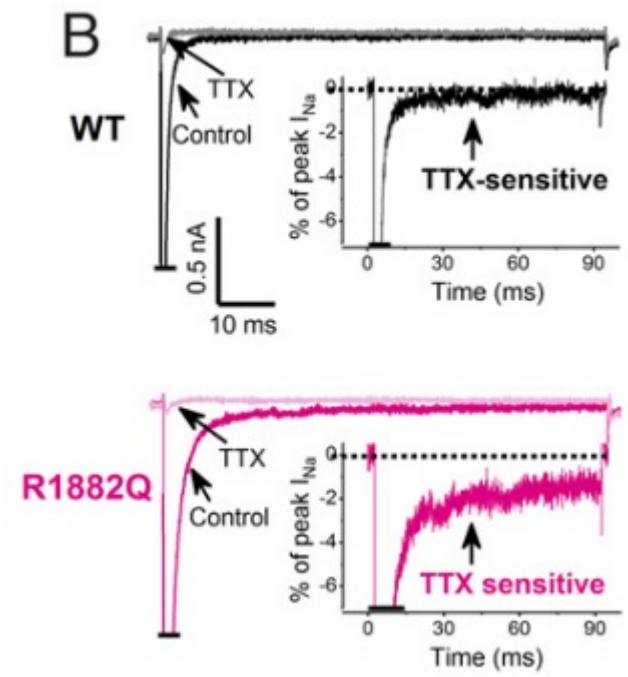 B
WT
TTX
Control
0.5 nA
10 ms
% of peak I_Na
0
-2
-4
-6
TTX-sensitive
0 30 60 90
Time (ms)
R1882Q
TTX
Control
% of peak I_Na
0
-2
-4
-6
TTX sensitive
0 30 60 90
Time (ms)